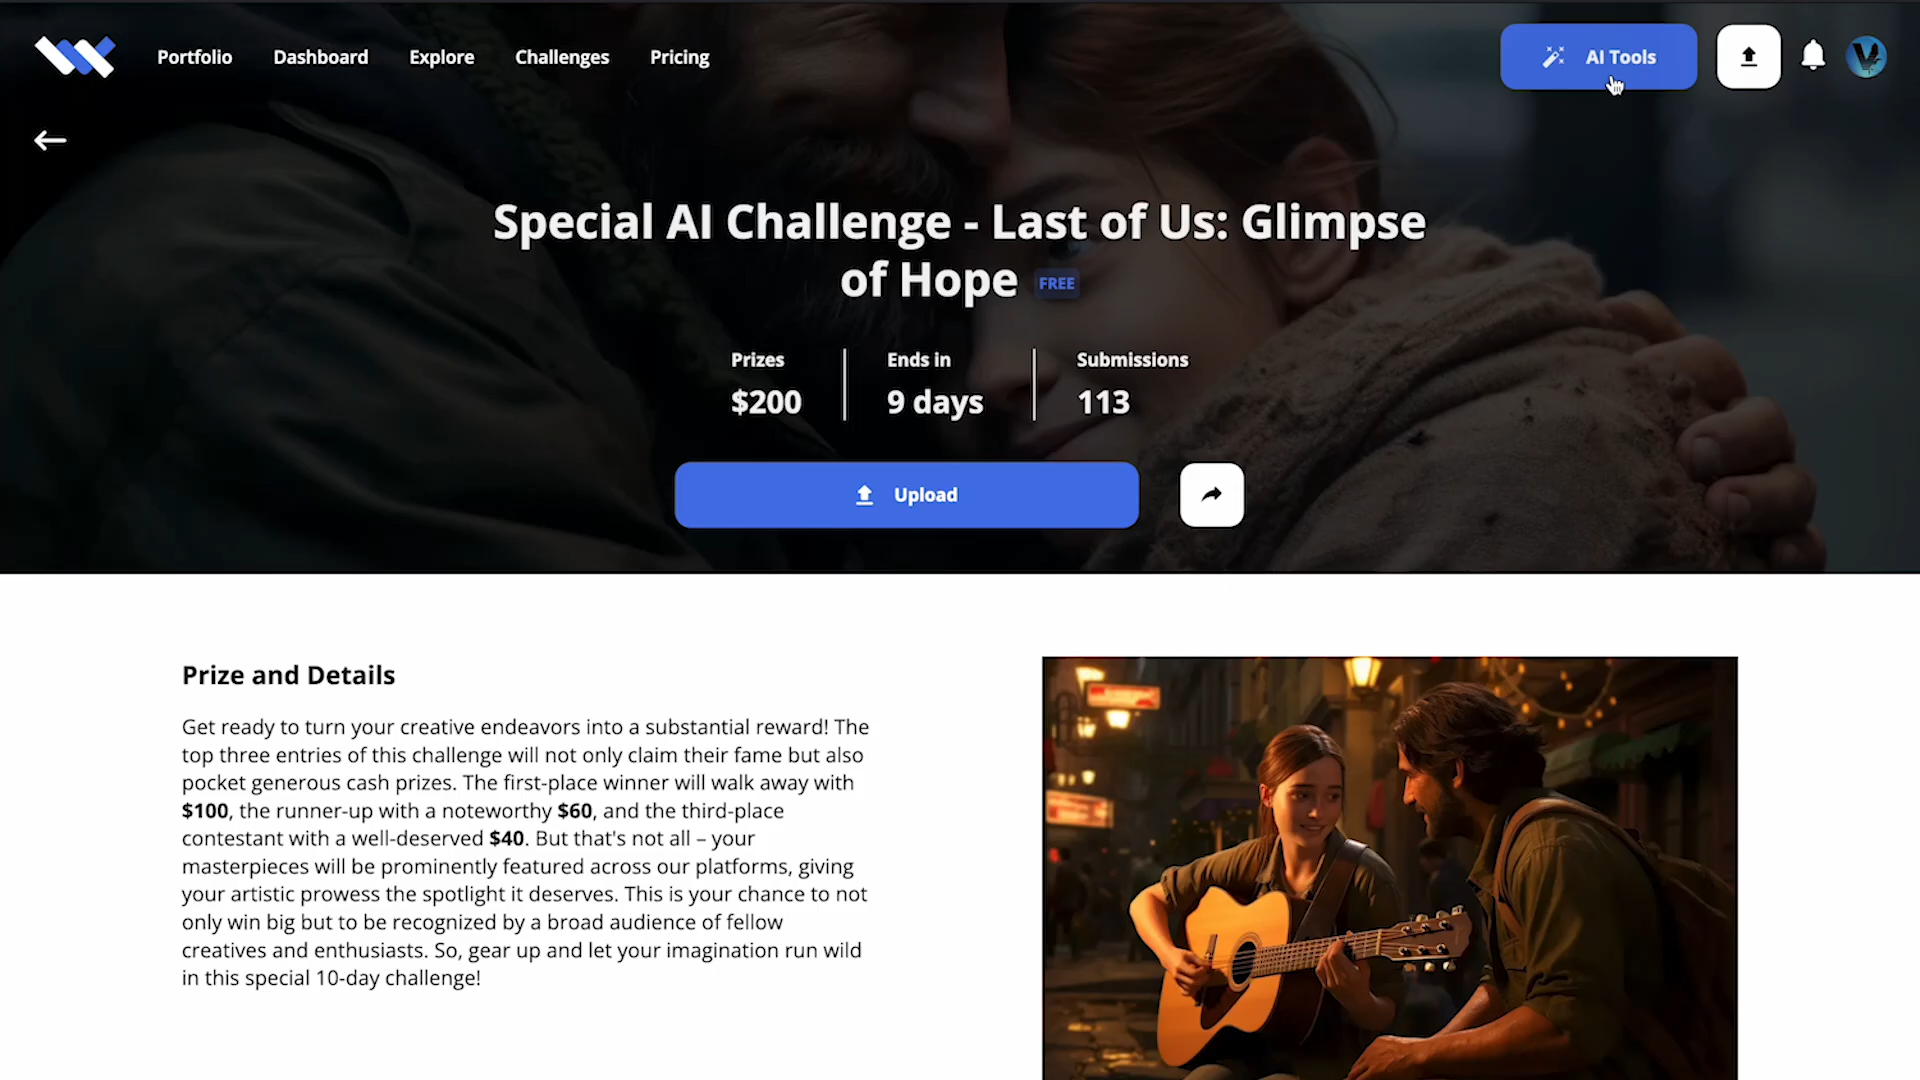 Portfolio
Dashboard
Explore
Challenges
Pricing
AI Tools
Special AI Challenge - Last of Us: Glimpse
of Hope FREE
Prizes
$200
Ends in
9 days
Submissions
113
Upload
Prize and Details
Get ready to turn your creative endeavors into a substantial reward! The
top three entries of this challenge will not only claim their fame but also
pocket generous cash prizes. The first-place winner will walk away with
$100, the runner-up with a noteworthy $60, and the third-place
contestant with a well-deserved $40. But that's not all – your
masterpieces will be prominently featured across our platforms, giving
your artistic prowess the spotlight it deserves. This is your chance to not
only win big but to be recognized by a broad audience of fellow
creatives and enthusiasts. So, gear up and let your imagination run wild
in this special 10-day challenge!